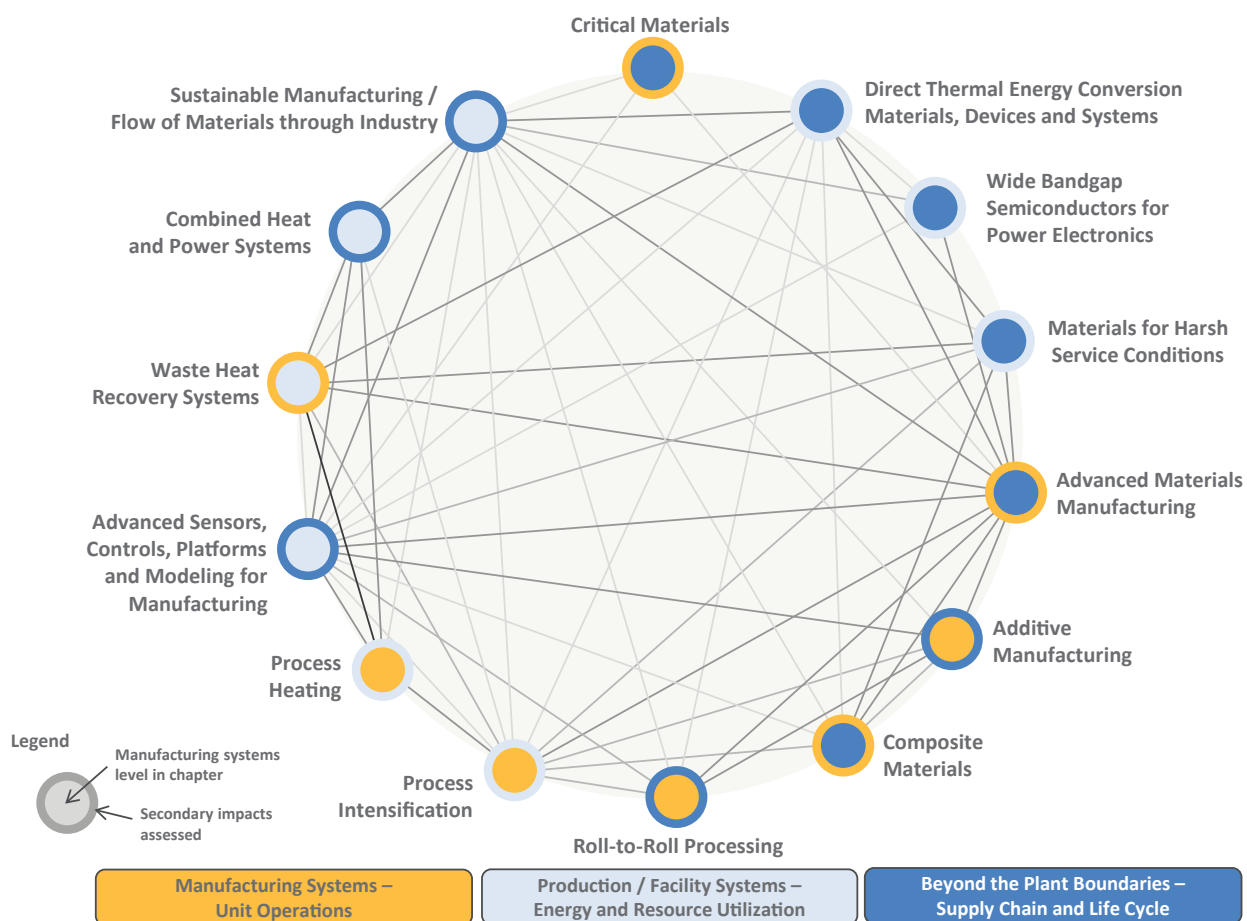 Critical Materials
Sustainable Manufacturing /
Flow of Materials through Industry
Direct Thermal Energy Conversion
Materials, Devices and Systems
Combined Heat
and Power Systems
Wide Bandgap
Semiconductors for
Power Electronics
Waste Heat
Recovery Systems
Materials for Harsh
Service Conditions
Advanced Sensors,
Controls, Platforms
and Modeling for
Manufacturing
Advanced Materials
Manufacturing
Process
Heating
Additive
Manufacturing
Process
Intensification
Composite
Materials
Roll-to-Roll Processing
Legend
Manufacturing systems
level in chapter
Secondary impacts
assessed
Manufacturing Systems –
Unit Operations
Production / Facility Systems –
Energy and Resource Utilization
Beyond the Plant Boundaries –
Supply Chain and Life Cycle